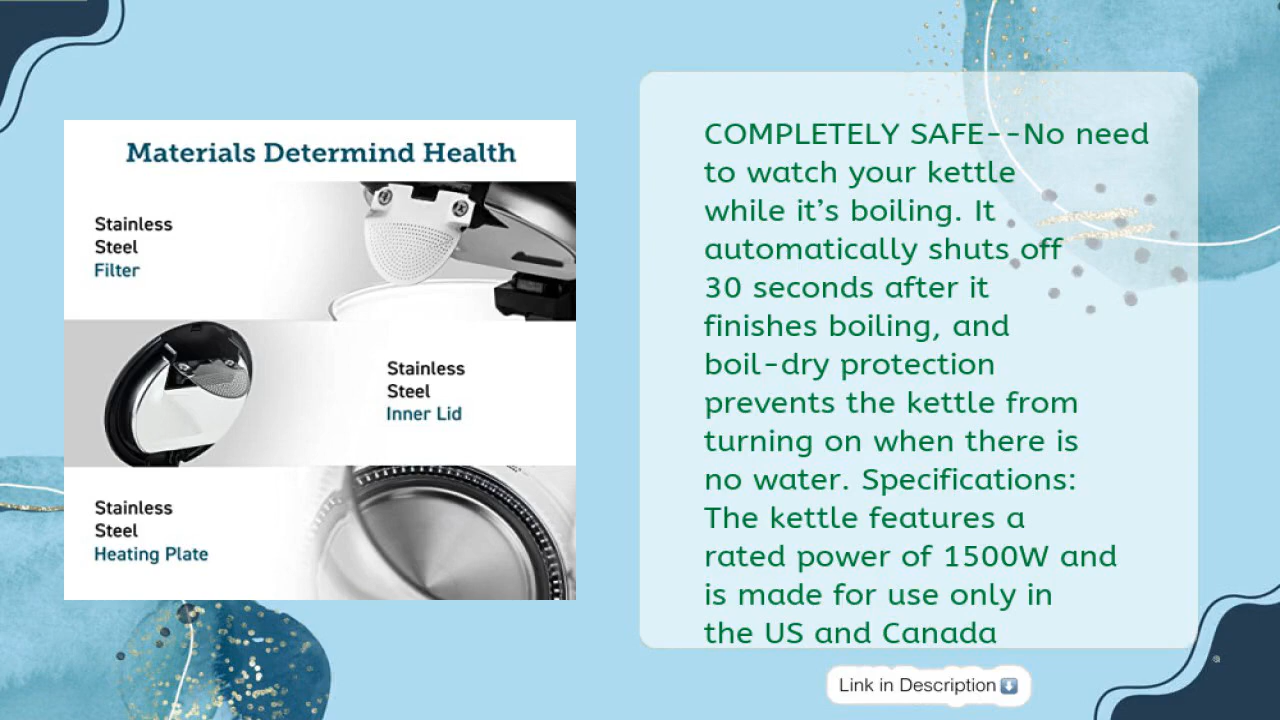 Materials Determind Health
Stainless
Steel
Filter
Stainless
Steel
Inner Lid
Stainless
Steel
Heating Plate
COMPLETELY SAFE--No need
to watch your kettle
while it’s boiling. It
automatically shuts off
30 seconds after it
finishes boiling, and
boil-dry protection
prevents the kettle from
turning on when there is
no water. Specifications:
The kettle features a
rated power of 1500W and
is made for use only in
the US and Canada
Link in Description⬇️